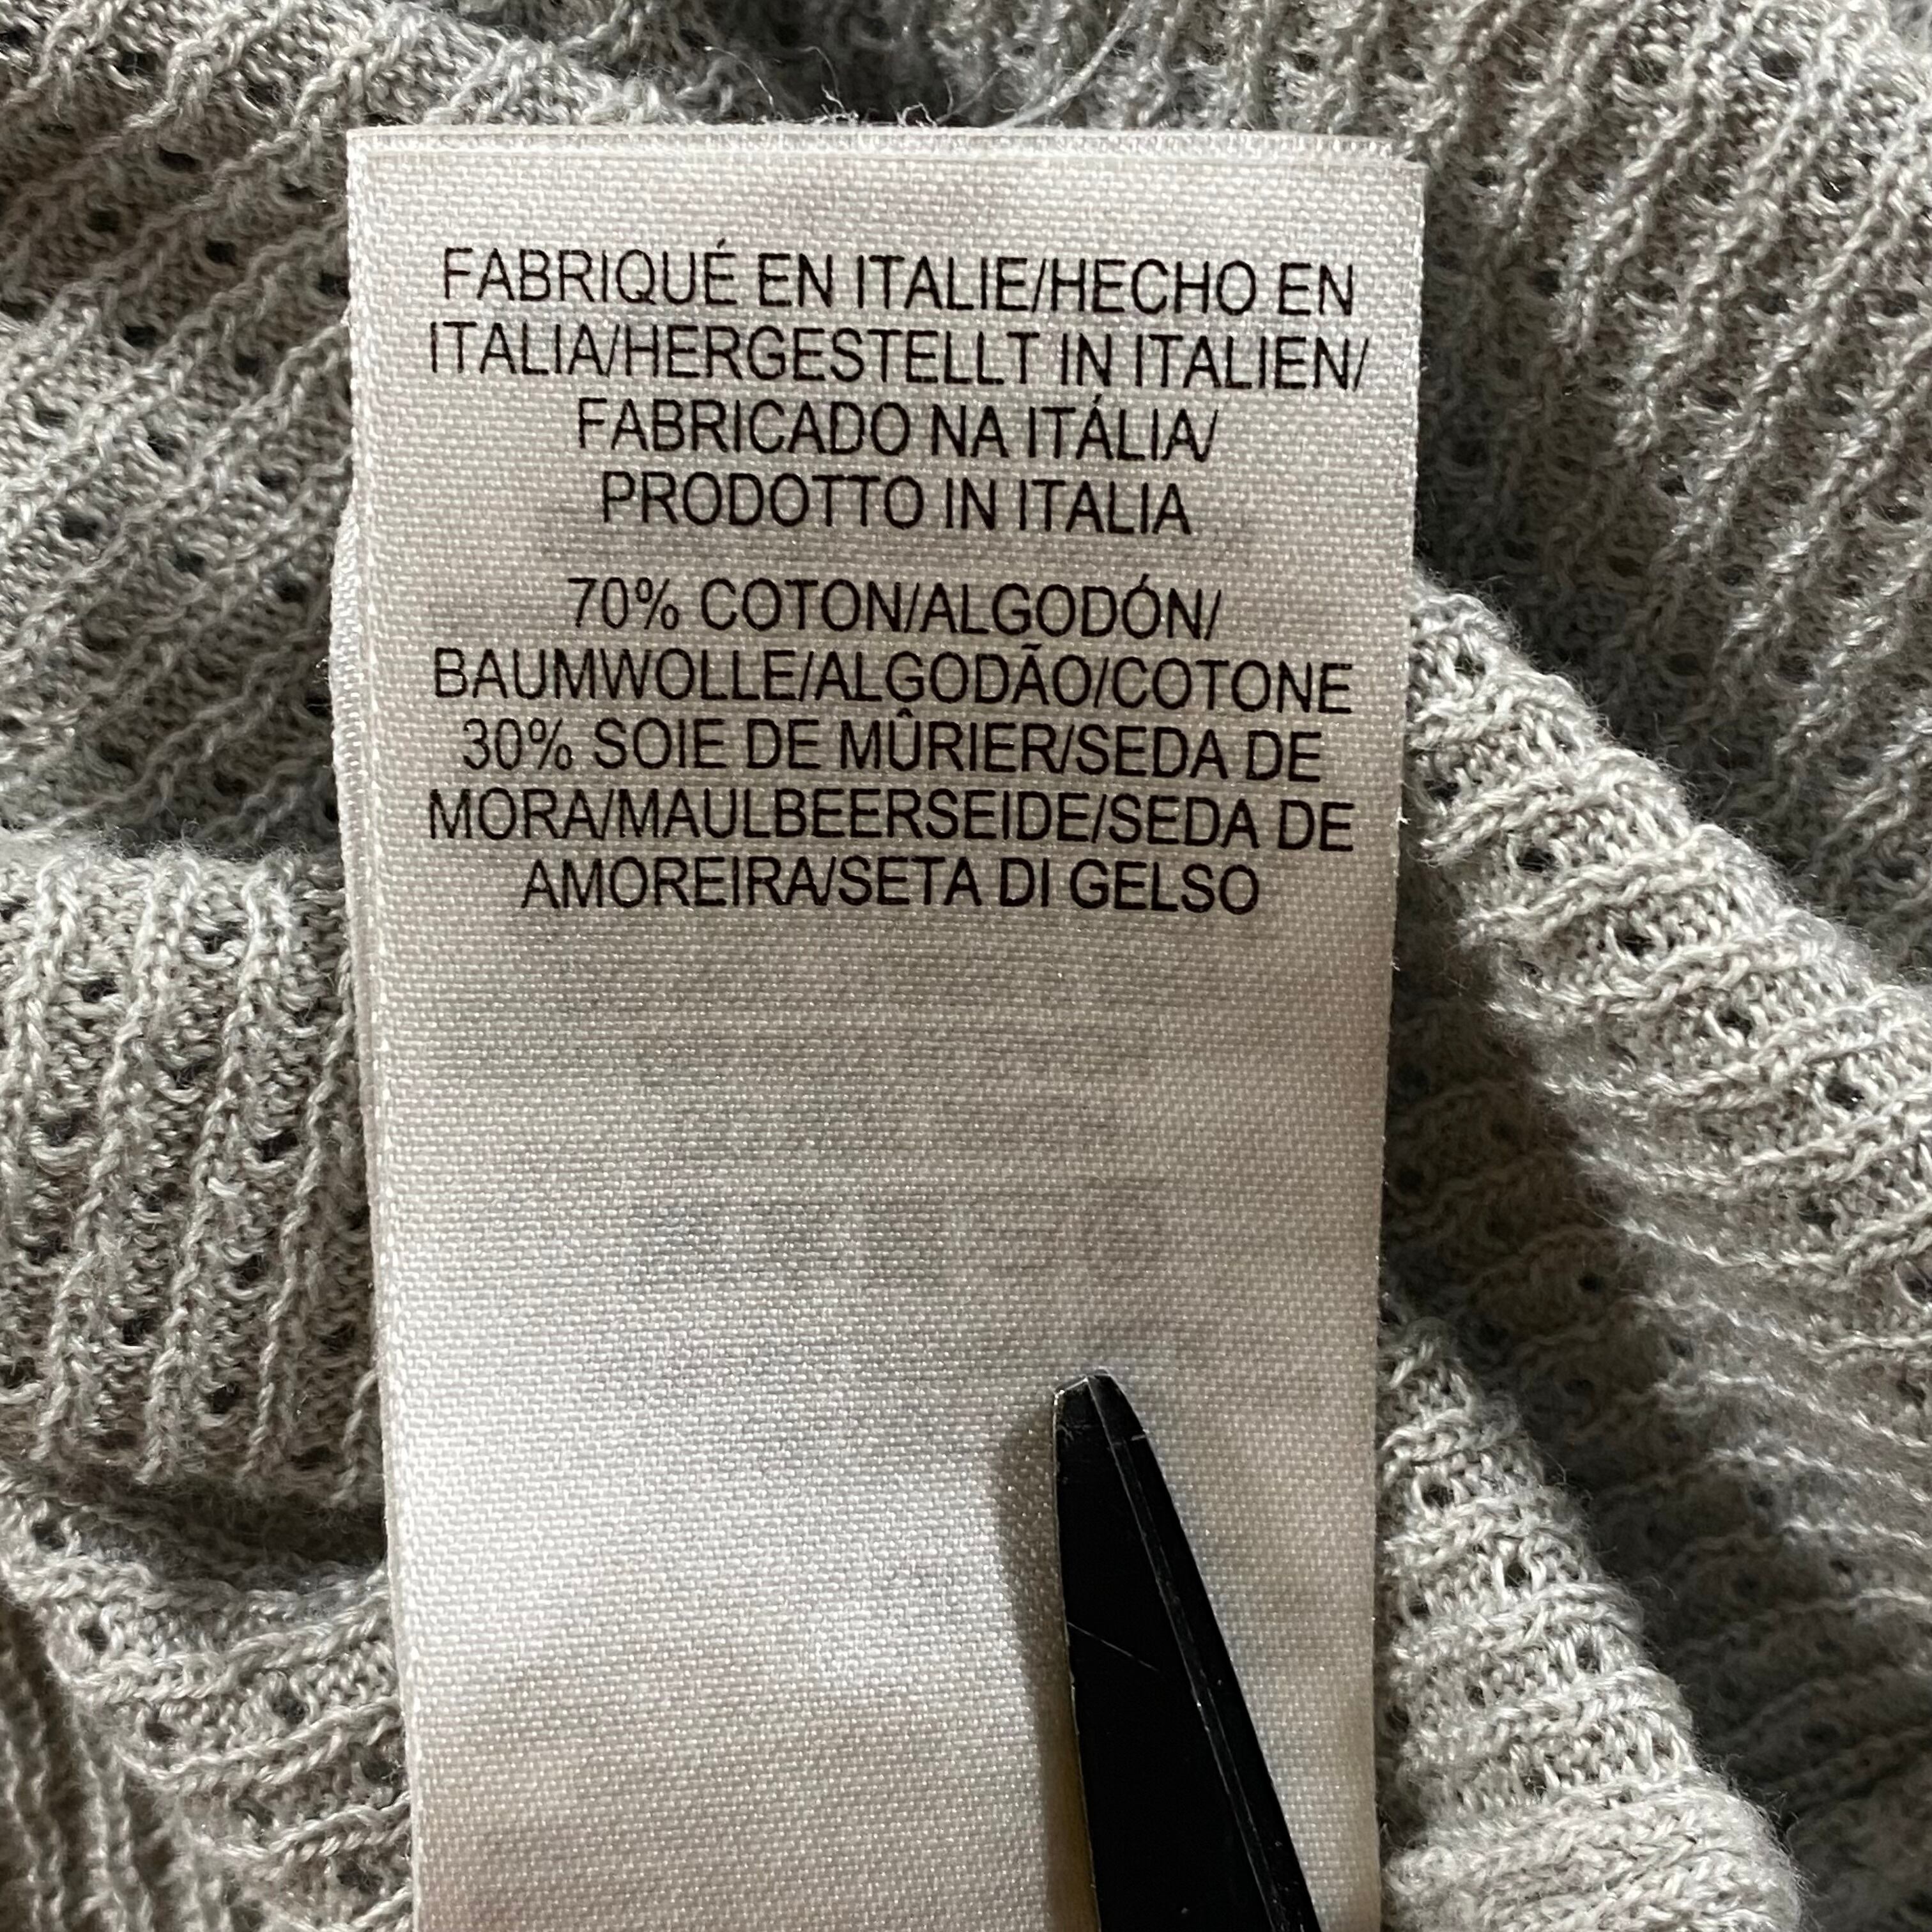 FABRIQUÉ EN ITALIE/HECHO EN
ITALIA/HERGESTELLT IN ITALIEN/
FABRICADO NA ITÁLIA/
PRODOTTO IN ITALIA
70% COTON/ALGODÓN/
BAUMWOLLE/ALGODÃO/COTONE
30% SOIE DE MÛRIER/SEDA DE
MORA/MAULBEERSEIDE/SEDA DE
AMOREIRA/SETA DI GELSO